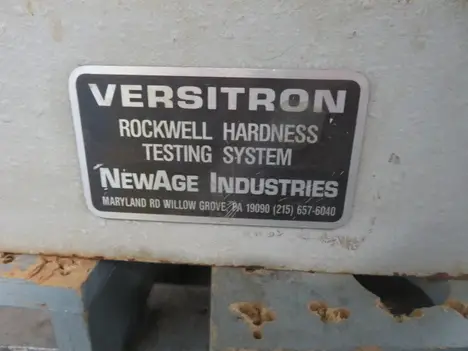 VERSITRON
ROCKWELL HARDNESS
TESTING SYSTEM
NEWAGE INDUSTRIES
MARYLAND RD WILLOW GROVE, PA 19090 (215) 657-6040